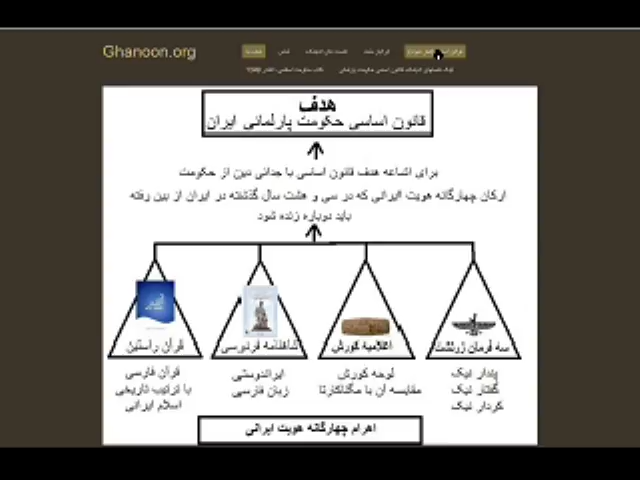 Ghanoon.org
هدف
قانون اساسی حکومت پارلمانی ایران
برای اشاعه هدف قانون اساسی با جدائی دین از حکومت
ارکان چهارگانه هویت ایرانی که در سی و هشت سال گذشته در ایران از بین رفته
باید دوباره زنده شود
سه فرمان زرتشت
پندار نیک
گفتار نیک
کردار نیک
اعلامیه کورش
لوحه کورش
مقایسه آن با مگناکارتا
شاهنامه فردوسی
ایراندوستی
زبان فارسی
قرآن راستین
قرآن فارسی
با ترتیب تاریخی
اسلام ایرانی
اهرام چهارگانه هویت ایرانی